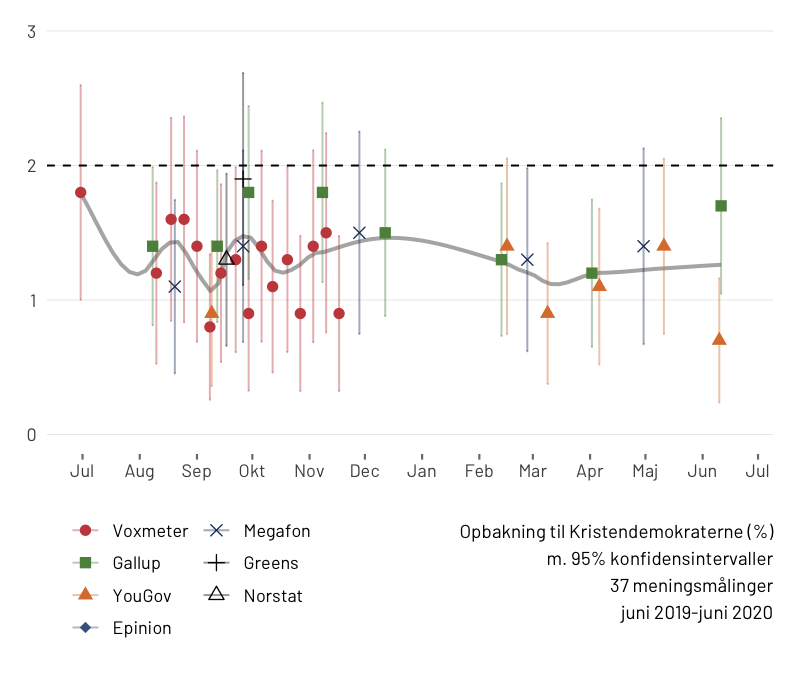 3
2
1
0
Jul Aug Sep Okt Nov Dec Jan Feb Mar Apr Maj Jun Jul
Voxmeter
Gallup
YouGov
Epinion
Megafon
Greens
Norstat
Opbakning til Kristendemokraterne (%)
m. 95% konfidensintervaller
37 meningsmålinger
juni 2019-juni 2020